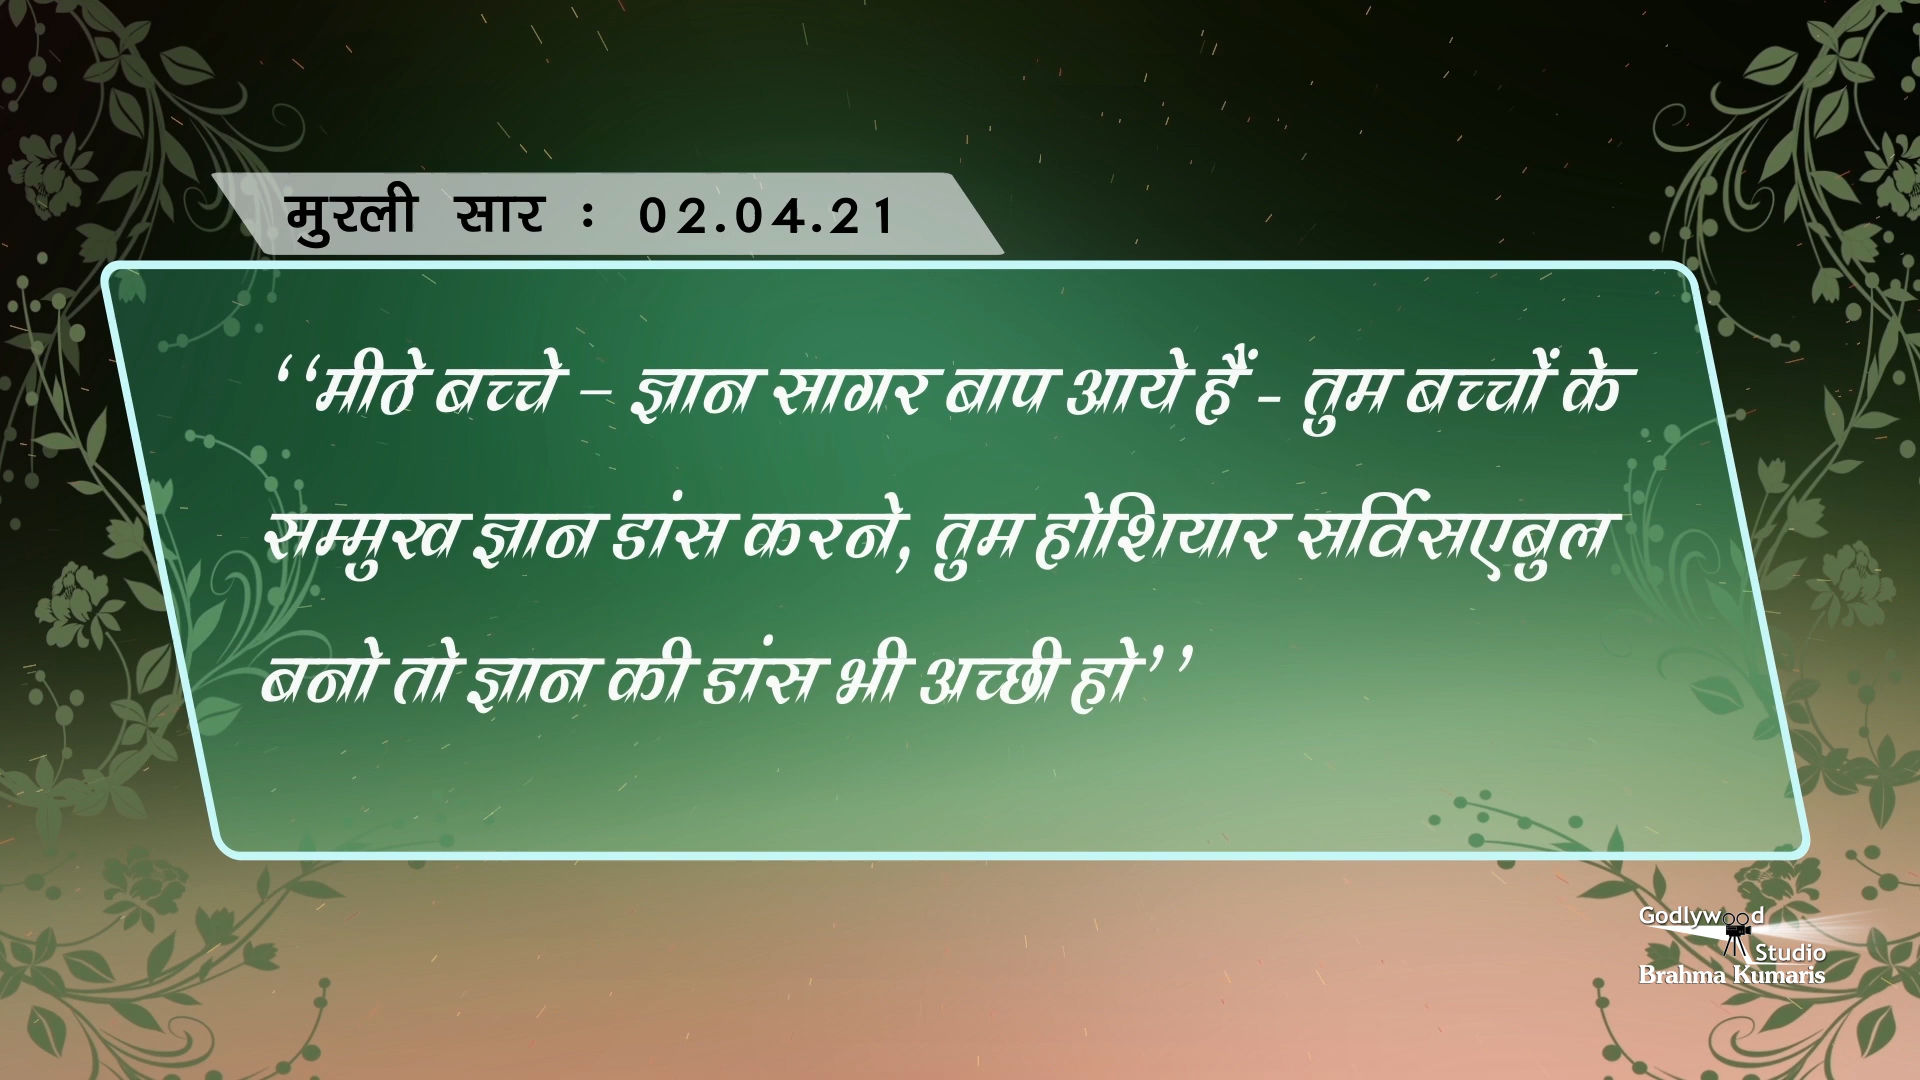 मुरली सार : 02.04.21
‘‘मीठे बच्चे – ज्ञान सागर बाप आये हैं - तुम बच्चों के
सम्मुख ज्ञान डांस करने, तुम होशियार सर्विसएबुल
बनो तो ज्ञान की डांस भी अच्छी हो’’
Godlywood
Studio
Brahma Kumaris